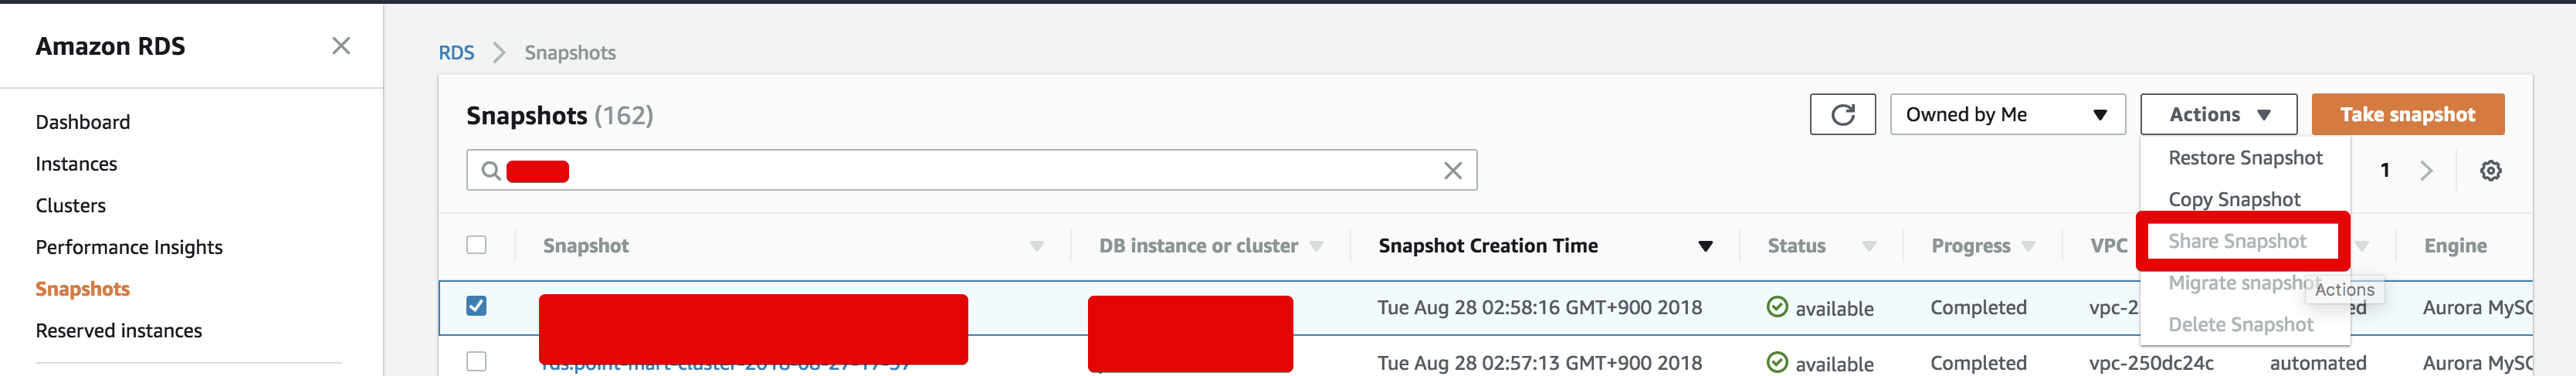 Amazon RDS
Dashboard
Instances
Clusters
Performance Insights
Snapshots
Reserved instances
RDS > Snapshots
Snapshots (162)
Owned by Me
Actions
Take snapshot
Restore Snapshot
Copy Snapshot
Share Snapshot
Migrate snapshot
Delete Snapshot
Actions
1
Snapshot DB instance or cluster Snapshot Creation Time Status Progress VPC Engine
Tue Aug 28 02:58:16 GMT+900 2018 available Completed vpc-2 ed Aurora MySC
rds:point-mart-cluster-2018-08-27-17-57 Tue Aug 28 02:57:13 GMT+900 2018 available Completed vpc-250dc24c automated Aurora MySC